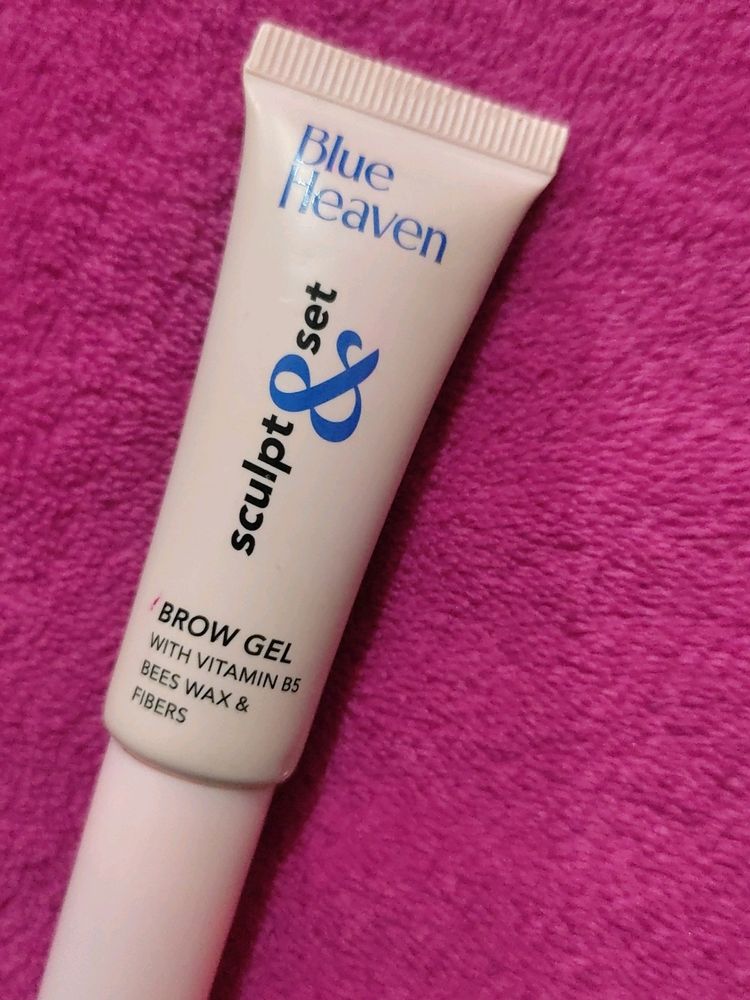 Blue
Heaven
sculpt & set
BROW GEL
WITH VITAMIN B5
BEES WAX &
FIBERS